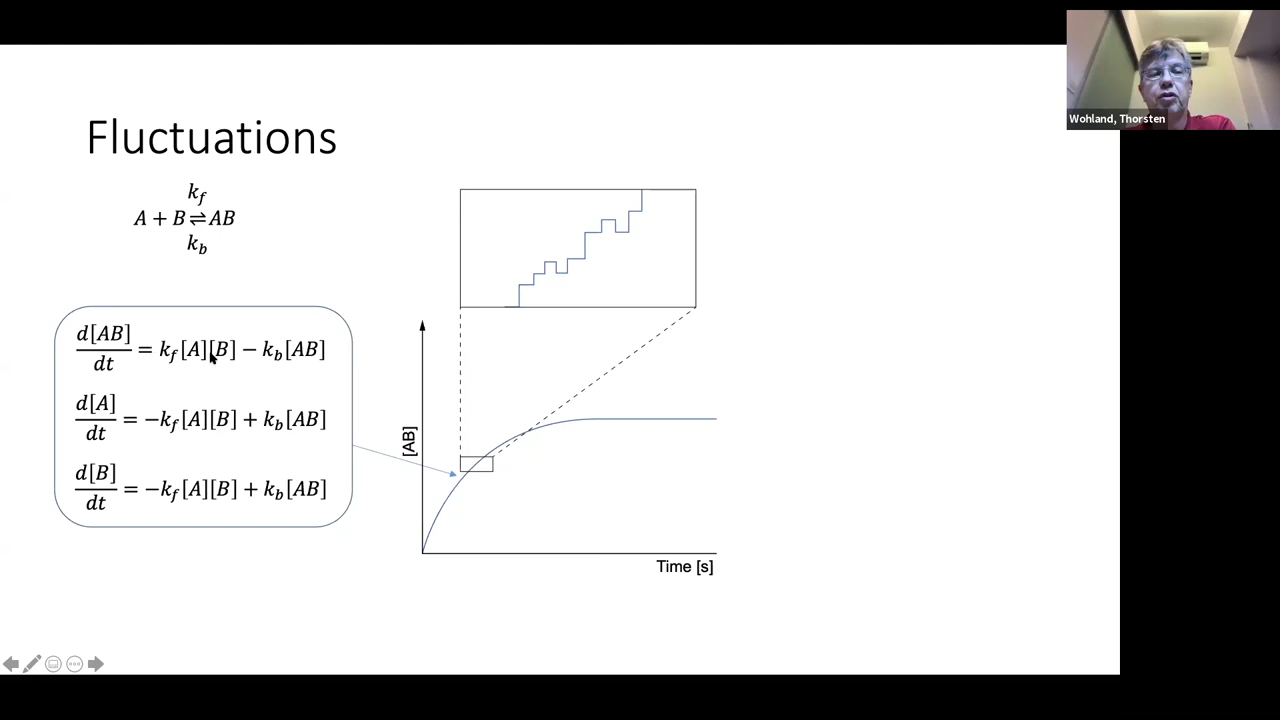 Wohland, Thorsten
Fluctuations
k_f
A + B ⇌ AB
k_b
d[AB]/dt = k_f[A][B] − k_b[AB]
d[A]/dt = −k_f[A][B] + k_b[AB]
d[B]/dt = −k_f[A][B] + k_b[AB]
[AB]
Time [s]